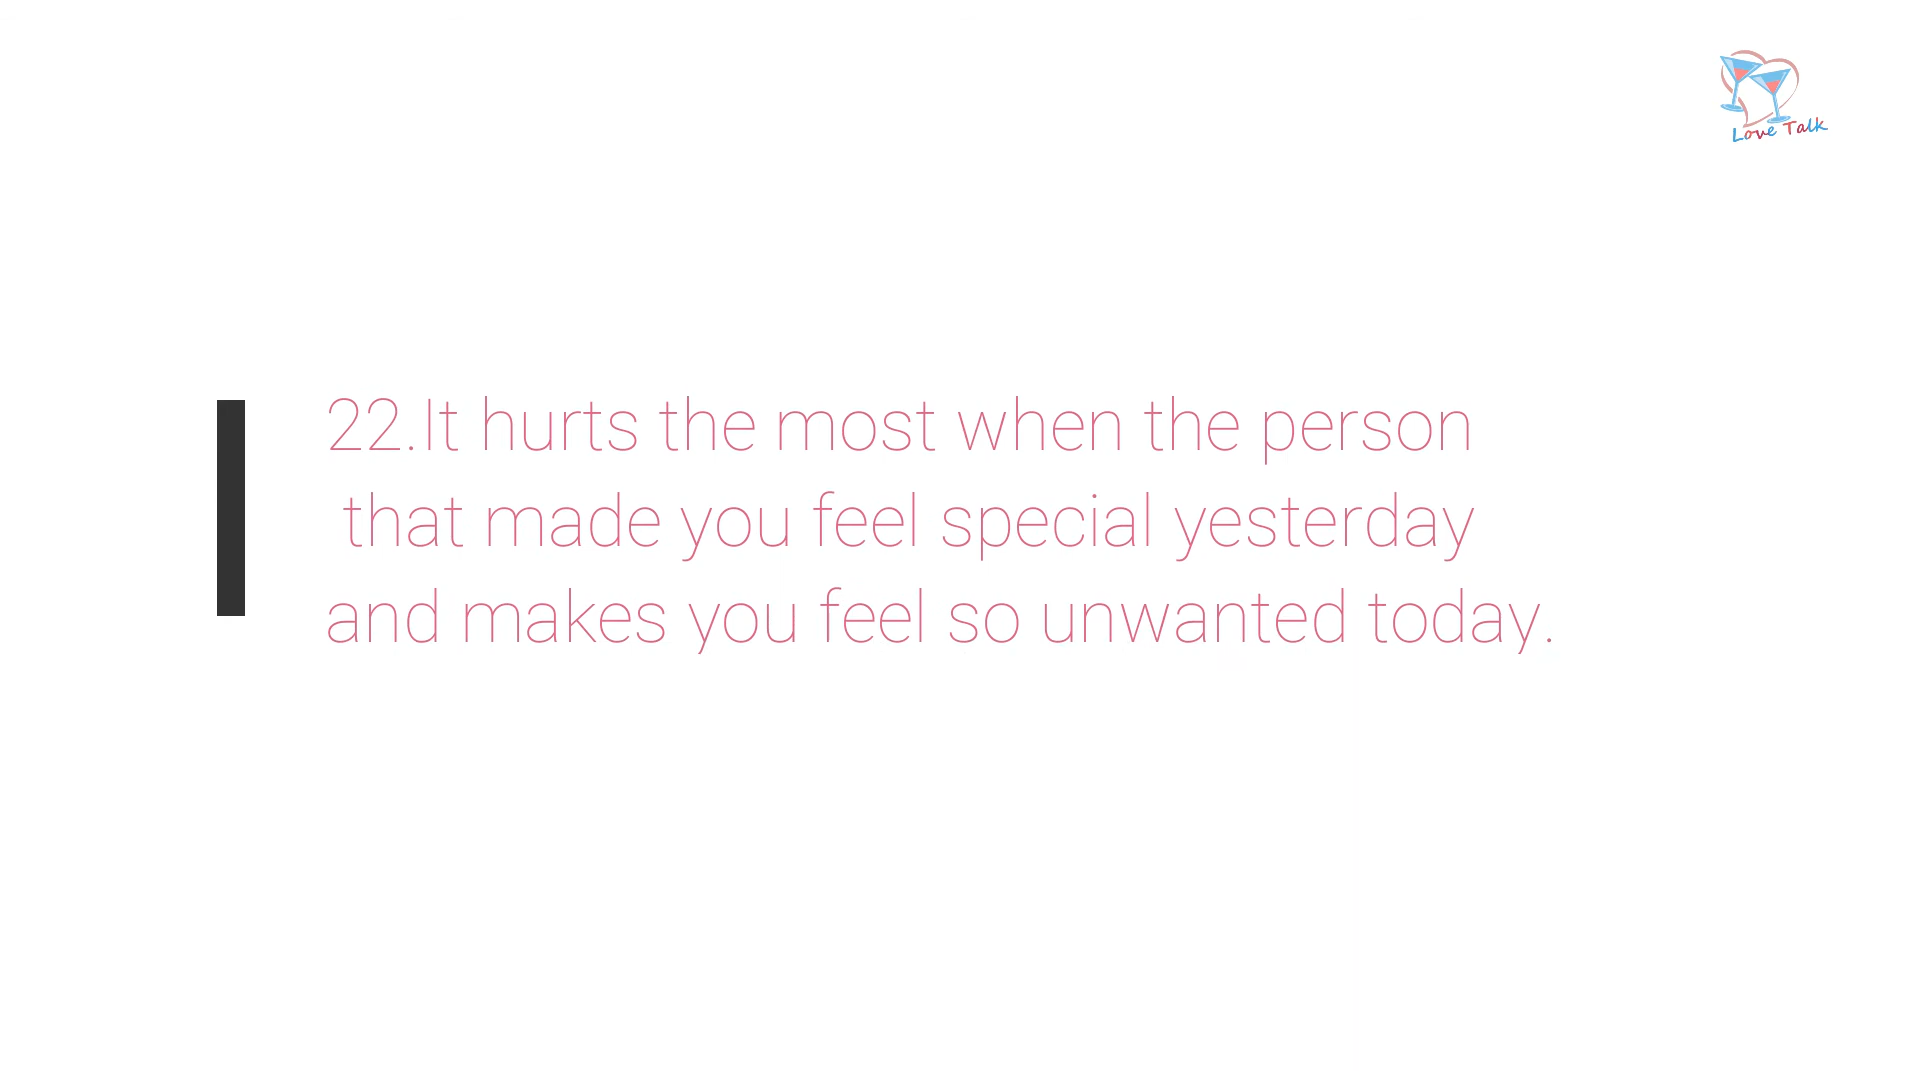 Love Talk
22.It hurts the most when the person
that made you feel special yesterday
and makes you feel so unwanted today.